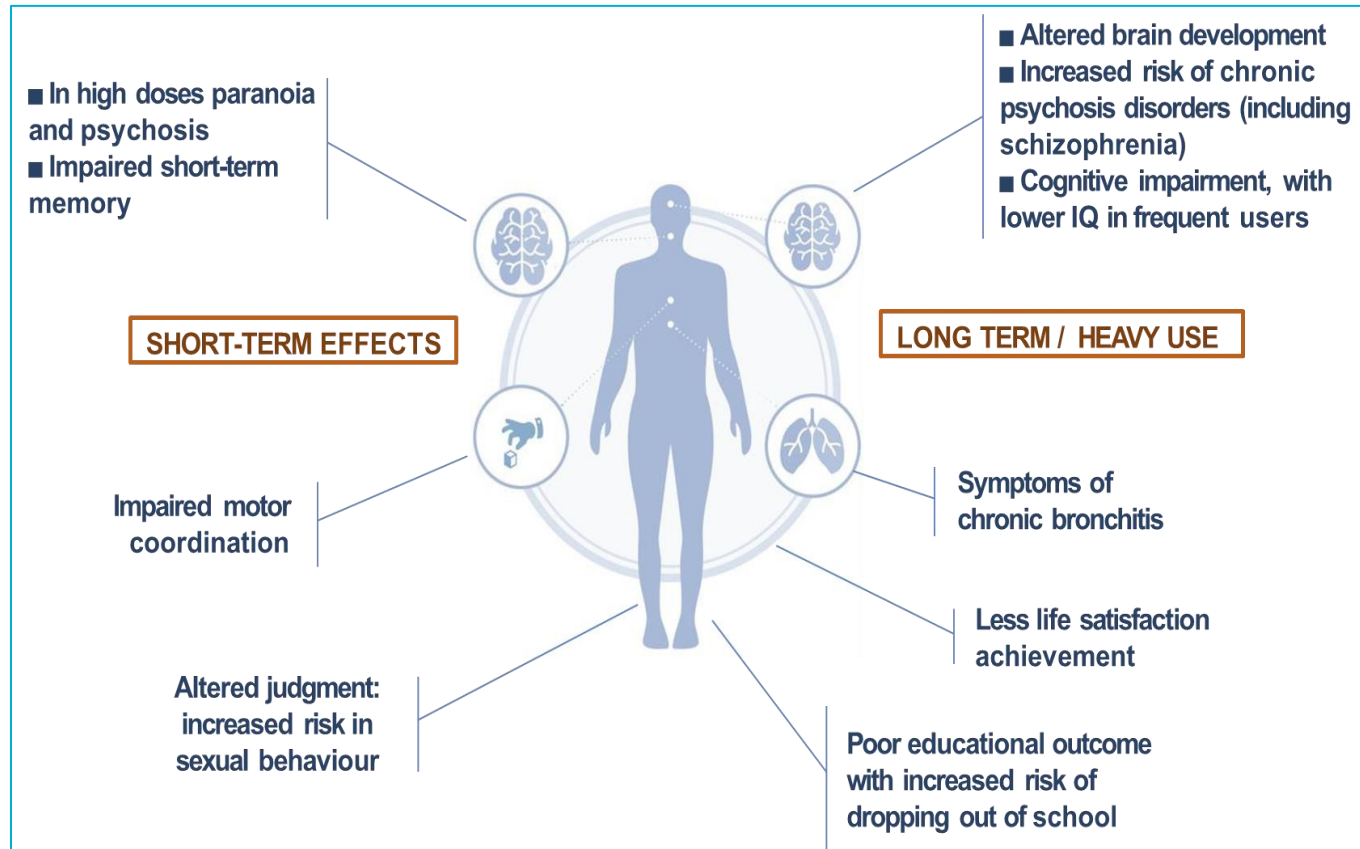 ■ In high doses paranoia
and psychosis
■ Impaired short-term
memory
SHORT-TERM EFFECTS
Impaired motor
coordination
Altered judgment:
increased risk in
sexual behaviour
■ Altered brain development
■ Increased risk of chronic
psychosis disorders (including
schizophrenia)
■ Cognitive impairment, with
lower IQ in frequent users
LONG TERM / HEAVY USE
Symptoms of
chronic bronchitis
Less life satisfaction
achievement
Poor educational outcome
with increased risk of
dropping out of school